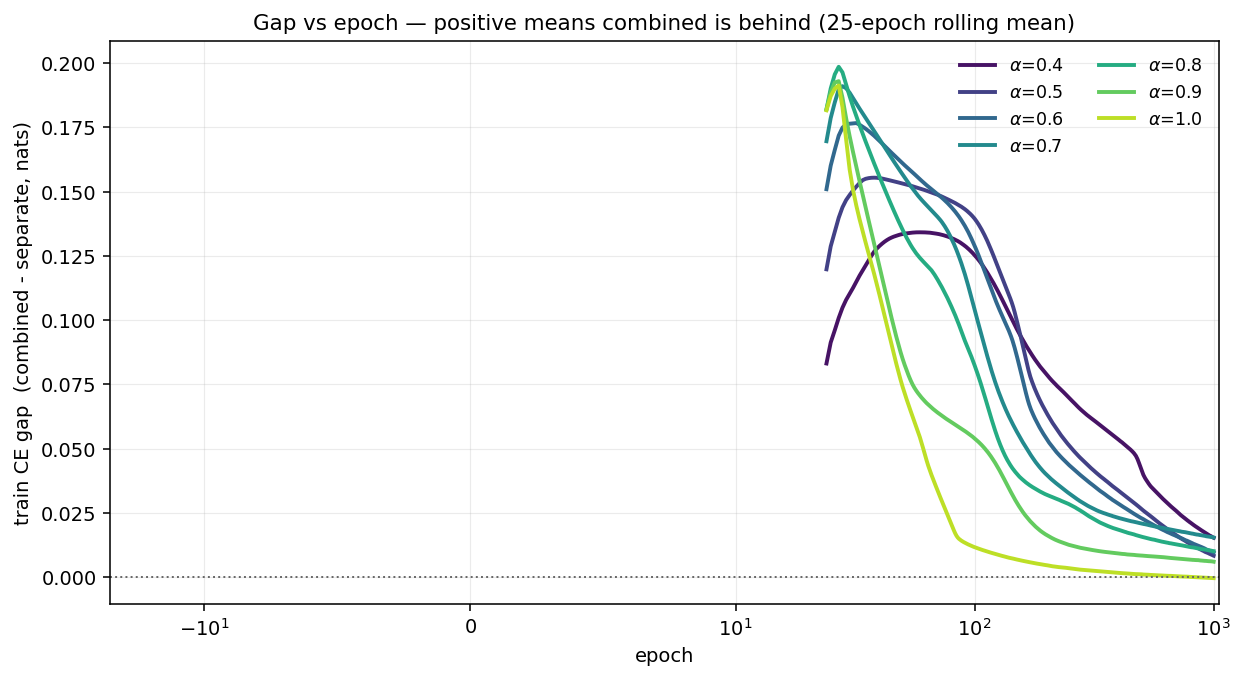 Gap vs epoch — positive means combined is behind (25-epoch rolling mean)
train CE gap (combined - separate, nats)
0.200
0.175
0.150
0.125
0.100
0.075
0.050
0.025
0.000
α=0.4
α=0.5
α=0.6
α=0.7
α=0.8
α=0.9
α=1.0
−10¹
0
10¹
10²
10³
epoch